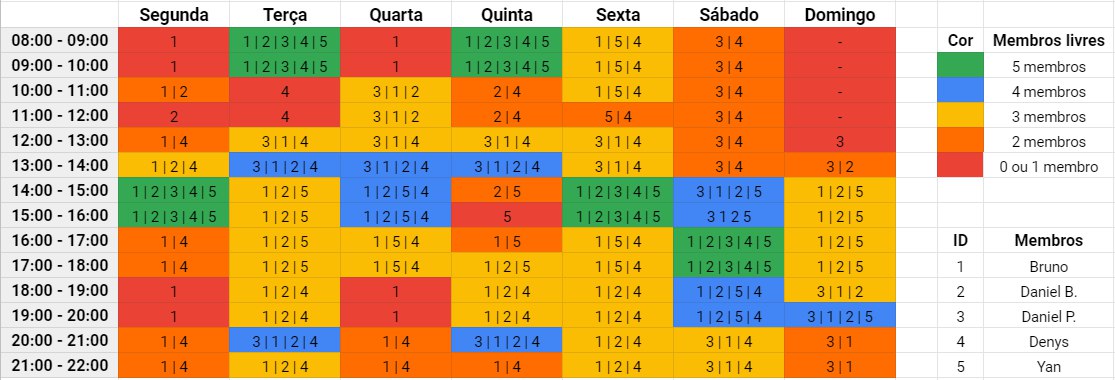 Segunda Terça Quarta Quinta Sexta Sábado Domingo
08:00 - 09:00 1 1|2|3|4|5 1 1|2|3|4|5 1|5|4 3|4 - Cor Membros livres
09:00 - 10:00 1 1|2|3|4|5 1 1|2|3|4|5 1|5|4 3|4 - 5 membros
10:00 - 11:00 1|2 4 3|1|2 2|4 1|5|4 3|4 - 4 membros
11:00 - 12:00 2 4 3|1|2 2|4 5|4 3|4 - 3 membros
12:00 - 13:00 1|4 3|1|4 3|1|4 3|1|4 3|1|4 3|4 3 2 membros
13:00 - 14:00 1|2|4 3|1|2|4 3|1|2|4 3|1|2|4 3|1|4 3|4 3|2 0 ou 1 membro
14:00 - 15:00 1|2|3|4|5 1|2|5 1|2|5|4 2|5 1|2|3|4|5 3|1|2|5 1|2|5
15:00 - 16:00 1|2|3|4|5 1|2|5 1|2|5|4 5 1|2|3|4|5 3 1 2 5 1|2|5
16:00 - 17:00 1|4 1|2|5 1|5|4 1|5 1|5|4 1|2|3|4|5 1|2|5 ID Membros
17:00 - 18:00 1|4 1|2|5 1|5|4 1|2|5 1|5|4 1|2|3|4|5 1|2|5 1 Bruno
18:00 - 19:00 1 1|2|4 1 1|2|4 1|2|4 1|2|5|4 3|1|2 2 Daniel B.
19:00 - 20:00 1 1|2|4 1 1|2|4 1|2|4 1|2|5|4 3|1|2|5 3 Daniel P.
20:00 - 21:00 1|4 3|1|2|4 1|4 3|1|2|4 1|2|4 3|1|4 3|1 4 Denys
21:00 - 22:00 1|4 1|2|4 1|4 1|4 1|2|4 3|1|4 3|1 5 Yan